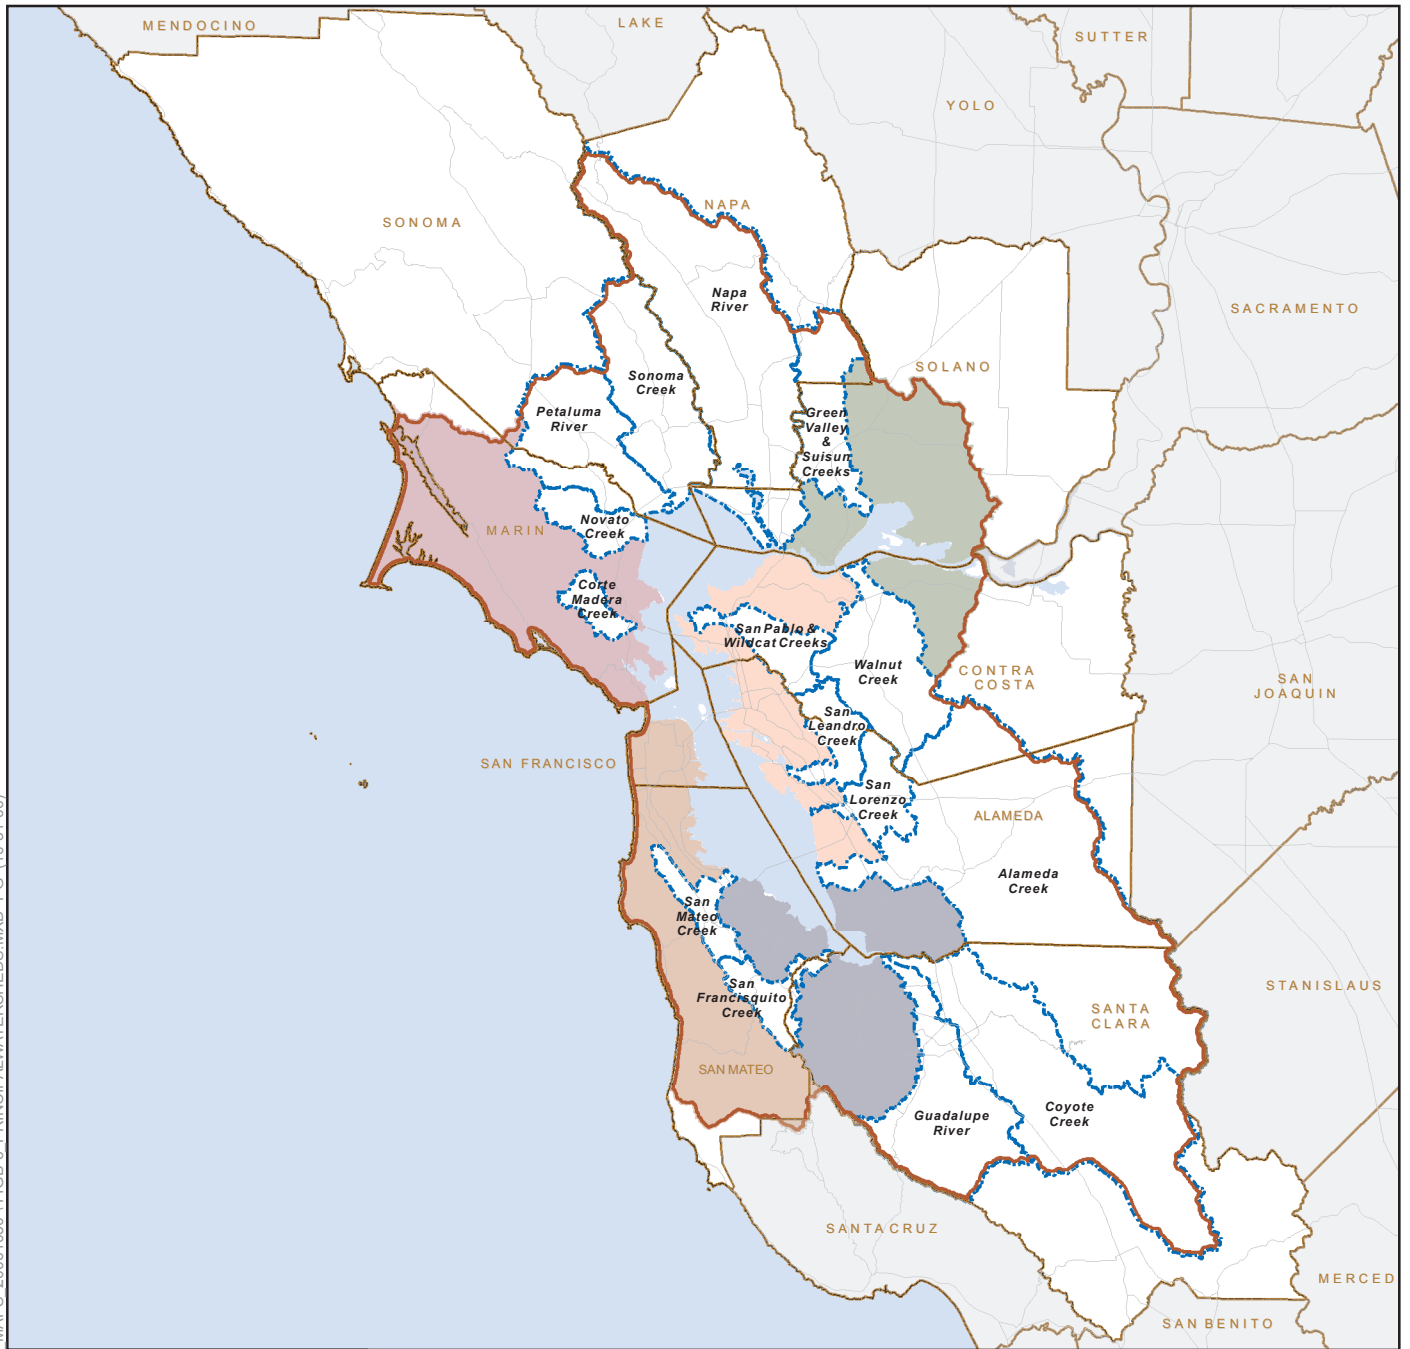 MENDOCINO
LAKE
SUTTER
YOLO
NAPA
SONOMA
SACRAMENTO
Napa
River
SOLANO
Sonoma
Creek
Petaluma
River
Green
Valley
&
Suisun
Creeks
MARIN
Novato
Creek
Corte
Madera
Creek
San Pablo &
Wildcat Creeks
Walnut
Creek
CONTRA
COSTA
SAN
JOAQUIN
San
Leandro
Creek
SAN FRANCISCO
San
Lorenzo
Creek
ALAMEDA
Alameda
Creek
San
Mateo
Creek
San
Francisquito
Creek
STANISLAUS
SANTA
CLARA
SAN MATEO
Guadalupe
River
Coyote
Creek
SANTA CRUZ
MERCED
SAN BENITO